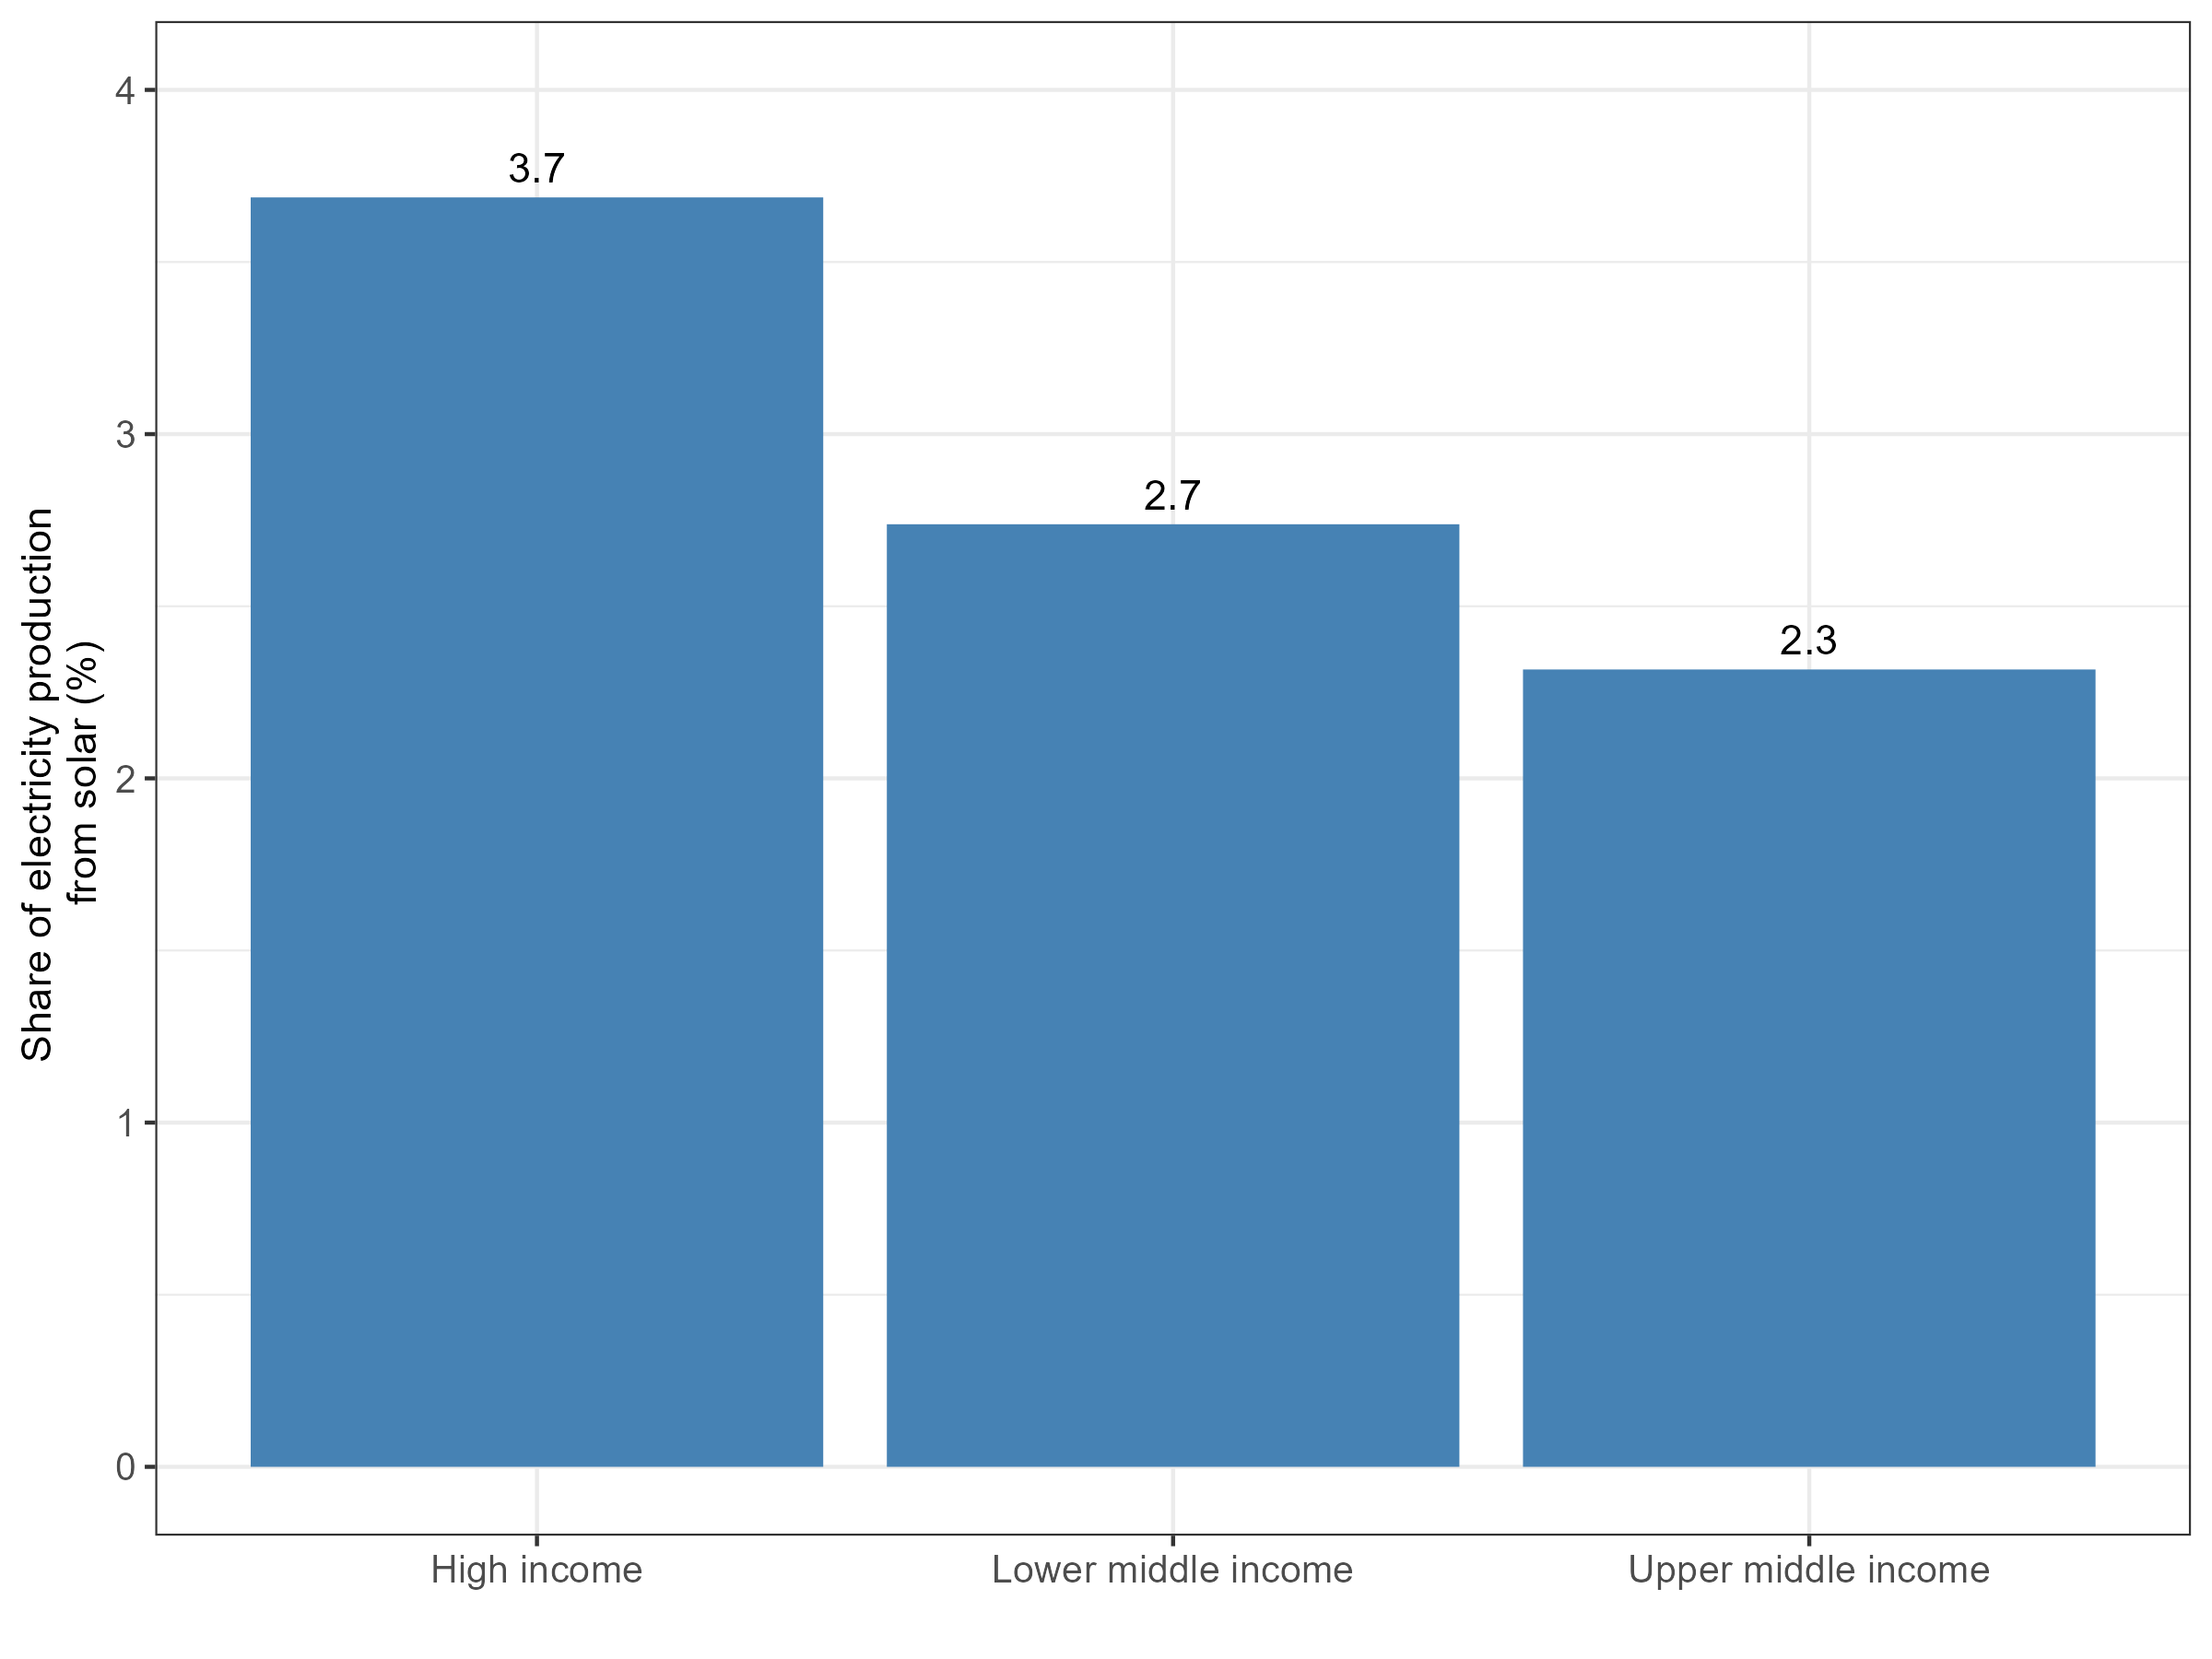 Share of electricity production
from solar (%)
4
3
2
1
0
3.7
2.7
2.3
High income
Lower middle income
Upper middle income